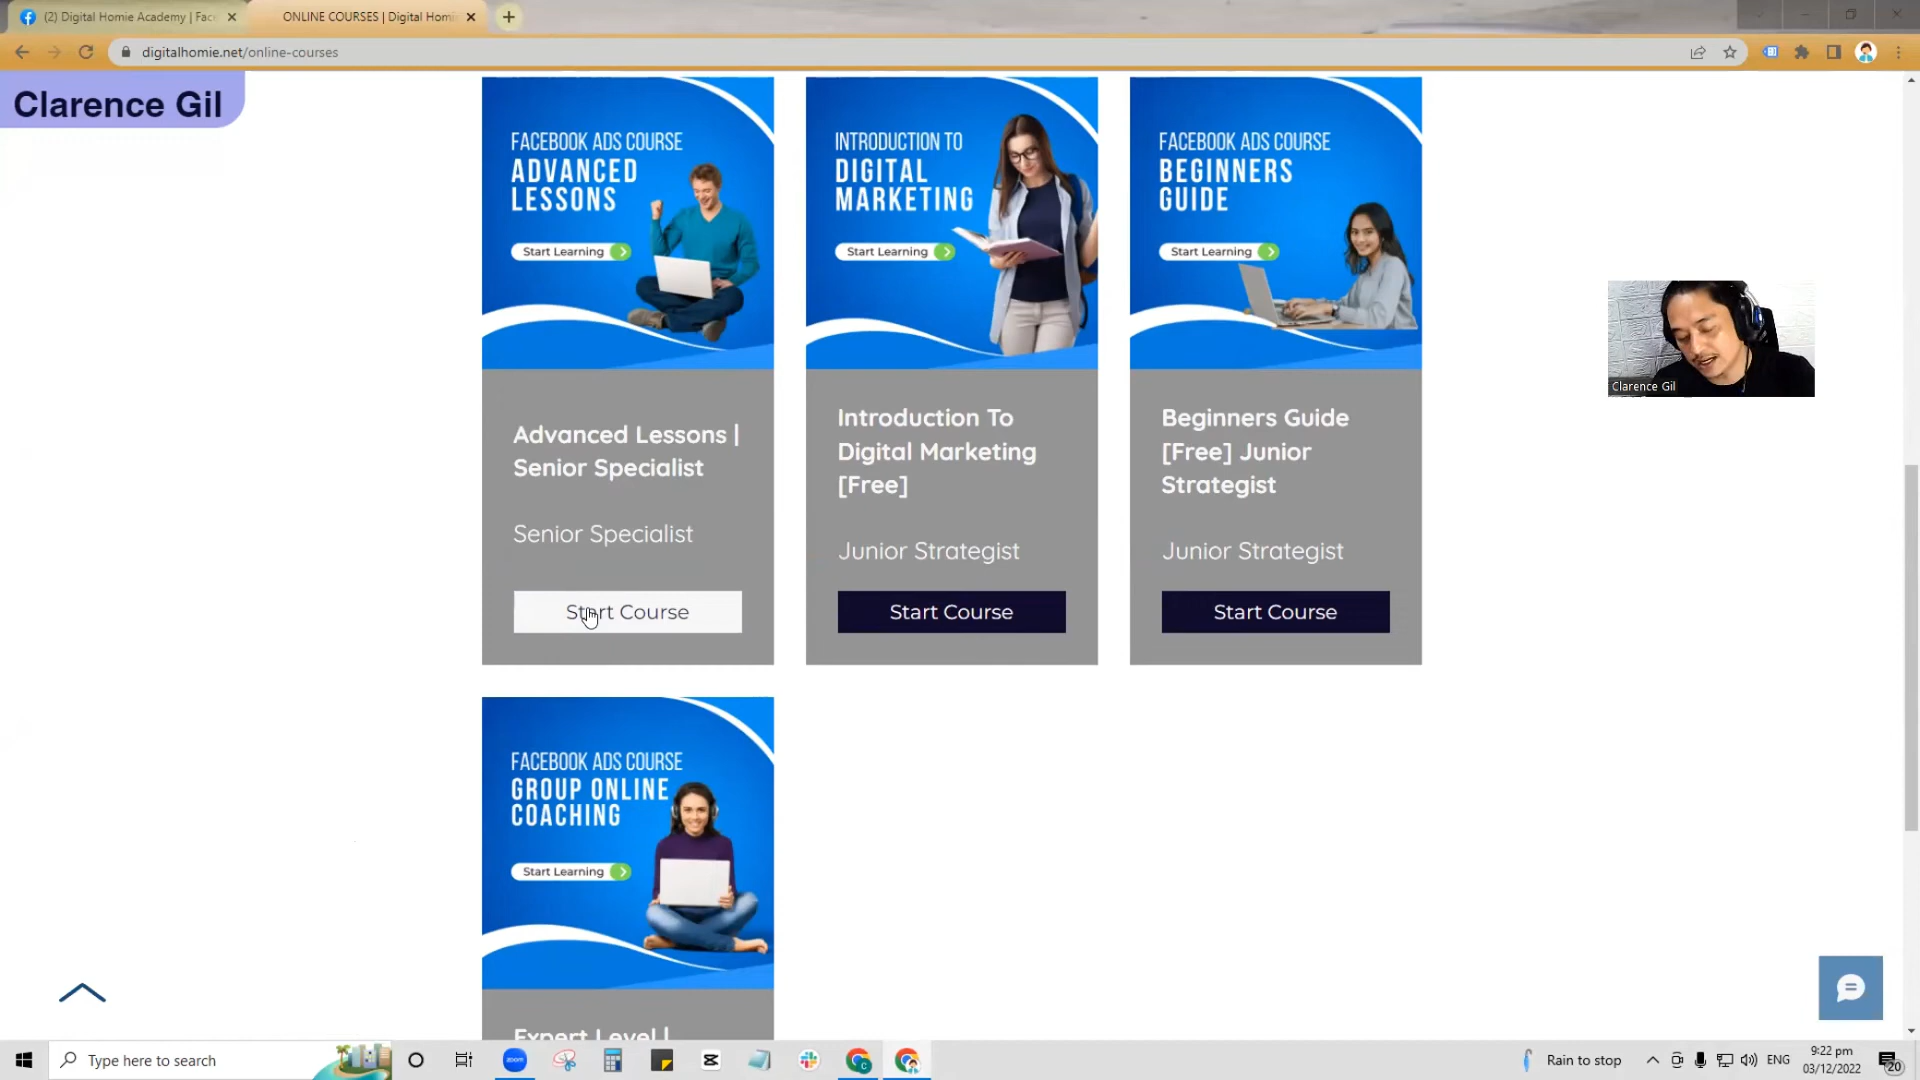 (2) Digital Homie Academy | Fac
ONLINE COURSES | Digital Homi
digitalhomie.net/online-courses
Clarence Gil
FACEBOOK ADS COURSE
ADVANCED
LESSONS
Start Learning
Advanced Lessons |
Senior Specialist
Senior Specialist
Start Course
INTRODUCTION TO
DIGITAL
MARKETING
Start Learning
Introduction To
Digital Marketing
[Free]
Junior Strategist
Start Course
FACEBOOK ADS COURSE
BEGINNERS
GUIDE
Start Learning
Beginners Guide
[Free] Junior
Strategist
Junior Strategist
Start Course
Clarence Gil
FACEBOOK ADS COURSE
GROUP ONLINE
COACHING
Start Learning
Expert Level |
Type here to search
zoom
Rain to stop
ENG
9:22 pm
03/12/2022
20